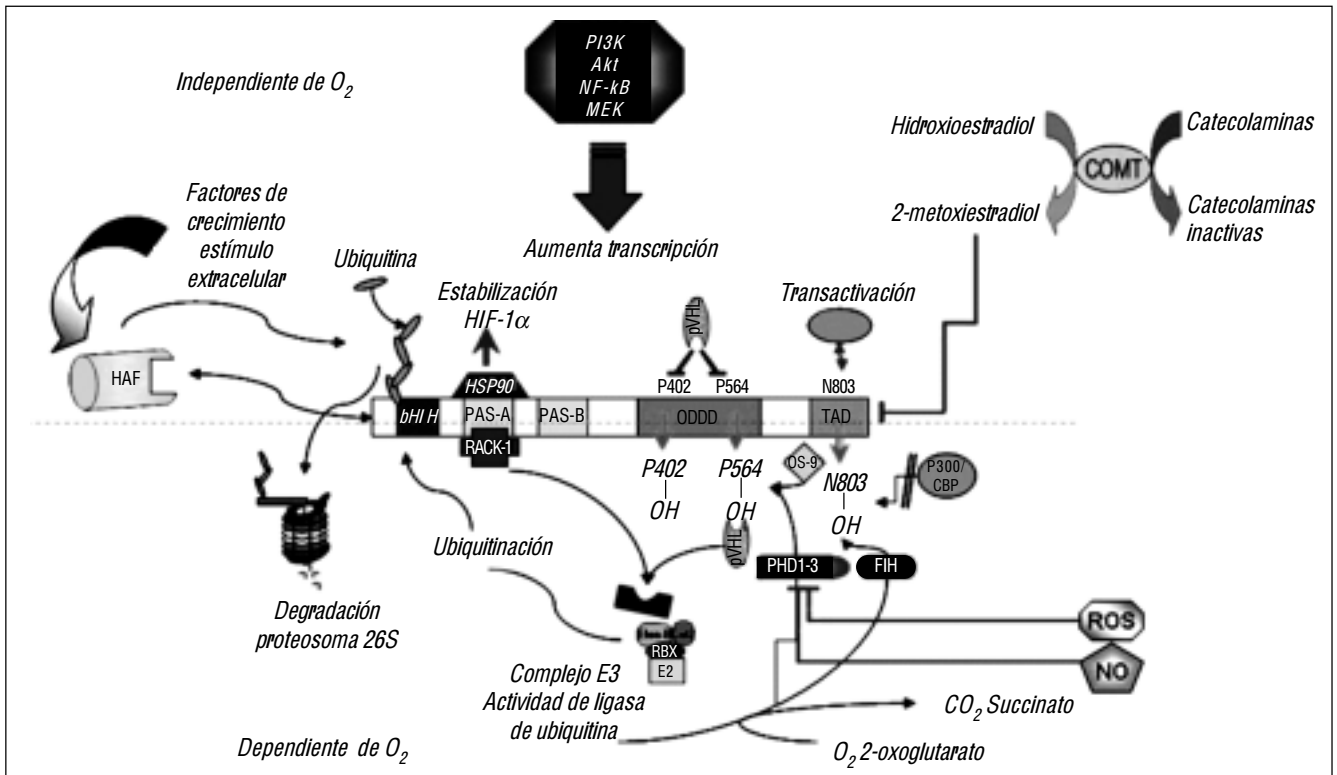 PI3K
Akt
NF-kB
MEK
Independiente de O₂
Hidroxioestradiol
Catecolaminas
COMT
2-metoxiestradiol
Catecolaminas
inactivas
Factores de
crecimiento
estímulo
extracelular
Aumenta transcripción
Ubiquitina
Estabilización
HIF-1α
pVHL
Transactivación
HAF
HSP90
P402
P564
N803
bHlH
PAS-A
PAS-B
ODDD
TAD
RACK-1
OS-9
P300/
CBP
P402
OH
P564
OH
N803
OH
pVHL
Ubiquitinación
PHD1-3
FIH
Degradación
proteosoma 26S
RBX
E2
ROS
NO
Complejo E3
Actividad de ligasa
de ubiquitina
CO₂ Succinato
Dependiente de O₂
O₂ 2-oxoglutarato